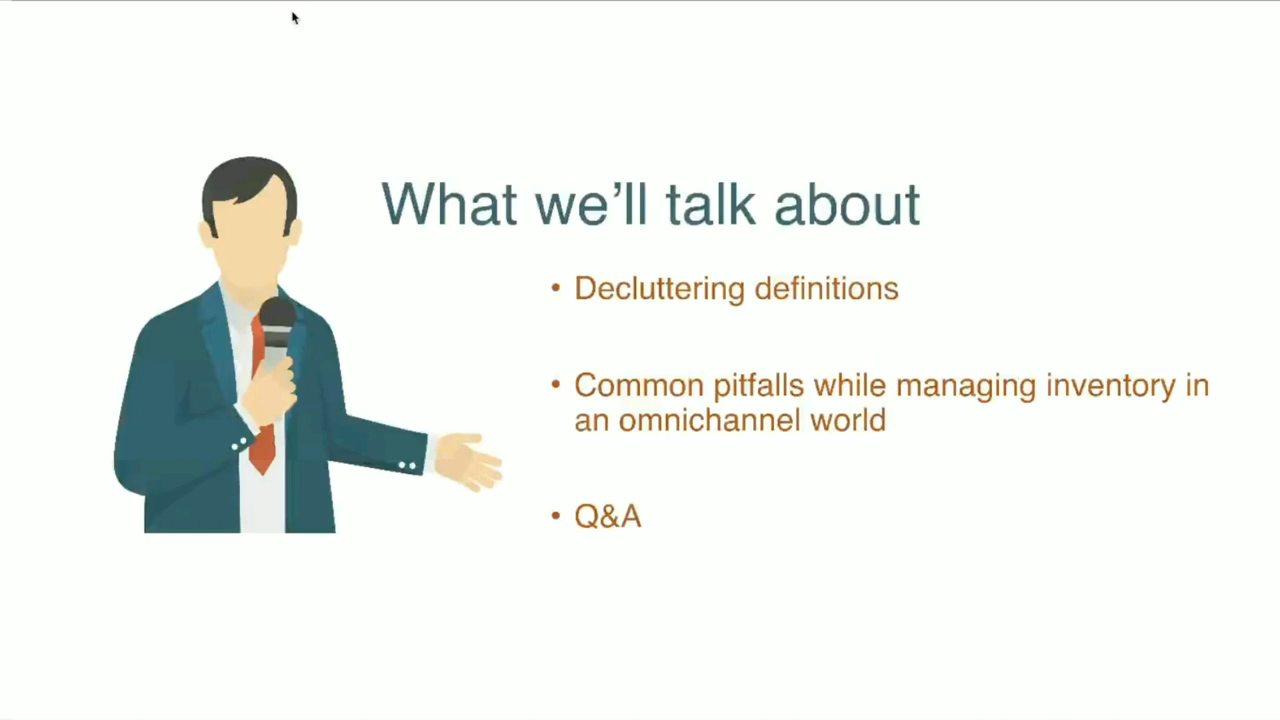 What we’ll talk about
• Decluttering definitions
• Common pitfalls while managing inventory in
an omnichannel world
• Q&A